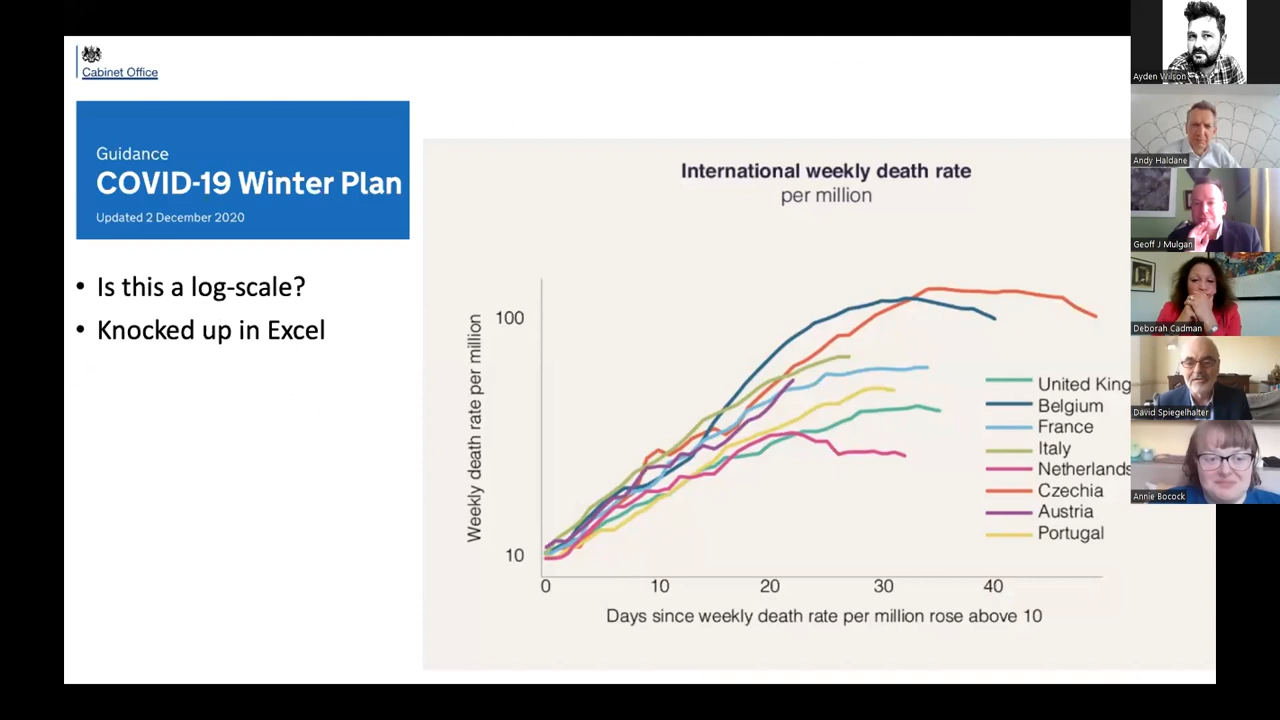 Cabinet Office
Guidance
COVID-19 Winter Plan
Updated 2 December 2020
• Is this a log-scale?
• Knocked up in Excel
International weekly death rate
per million
Weekly death rate per million
100
10
0
10
20
30
40
Days since weekly death rate per million rose above 10
United King
Belgium
France
Italy
Netherlands
Czechia
Austria
Portugal
Ayden Wilson
Andy Haldane
Geoff J Mulgan
Deborah Cadman
David Spiegelhalter
Annie Bocock